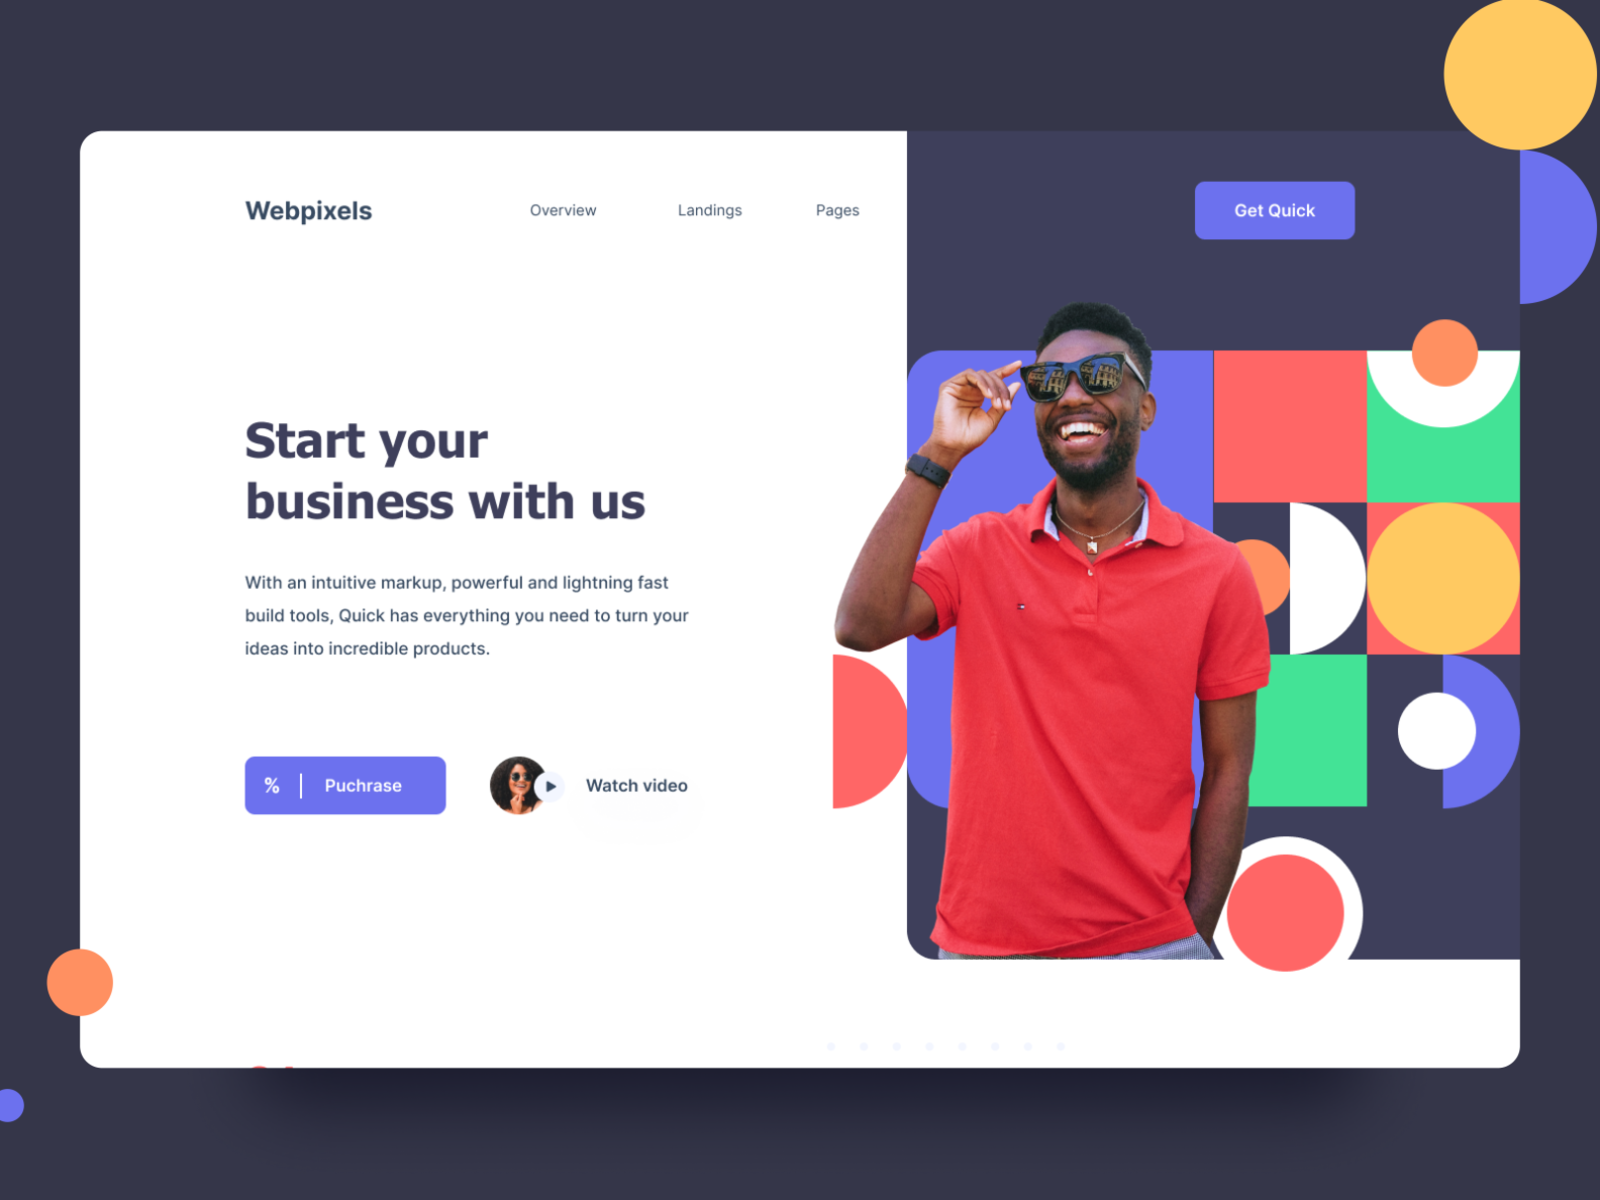 Webpixels
Overview
Landings
Pages
Get Quick
Start your
business with us
With an intuitive markup, powerful and lightning fast
build tools, Quick has everything you need to turn your
ideas into incredible products.
% | Puchrase
Watch video